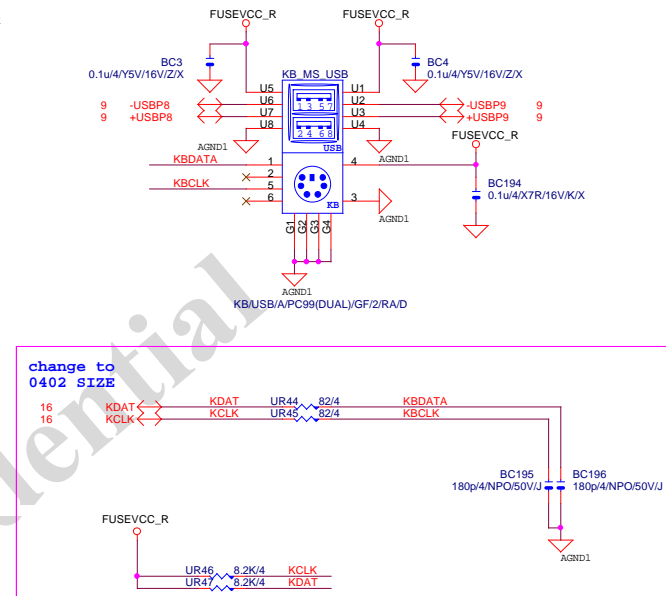 FUSEVCC_R FUSEVCC_R
BC3 BC4
0.1u/4/Y5V/16V/Z/X KB_MS_USB 0.1u/4/Y5V/16V/Z/X
U5 U1
9 -USBP8 U6 1 3 5 7 U2 -USBP9 9
9 +USBP8 U7 U3 +USBP9 9
U8 2 4 6 8 U4
FUSEVCC_R
AGND1 USB AGND1
KBDATA 1 4
2 BC194
KBCLK 5 0.1u/4/X7R/16V/K/X
6 KB 3
AGND1
G1 G2 G3 G4
AGND1
KB/USB/A/PC99(DUAL)/GF/2/RA/D
dential
change to
0402 SIZE
16 KDAT KDAT UR44 82/4 KBDATA
16 KCLK KCLK UR45 82/4 KBCLK
BC195 BC196
180p/4/NPO/50V/J 180p/4/NPO/50V/J
FUSEVCC_R
AGND1
UR46 8.2K/4 KCLK
UR47 8.2K/4 KDAT